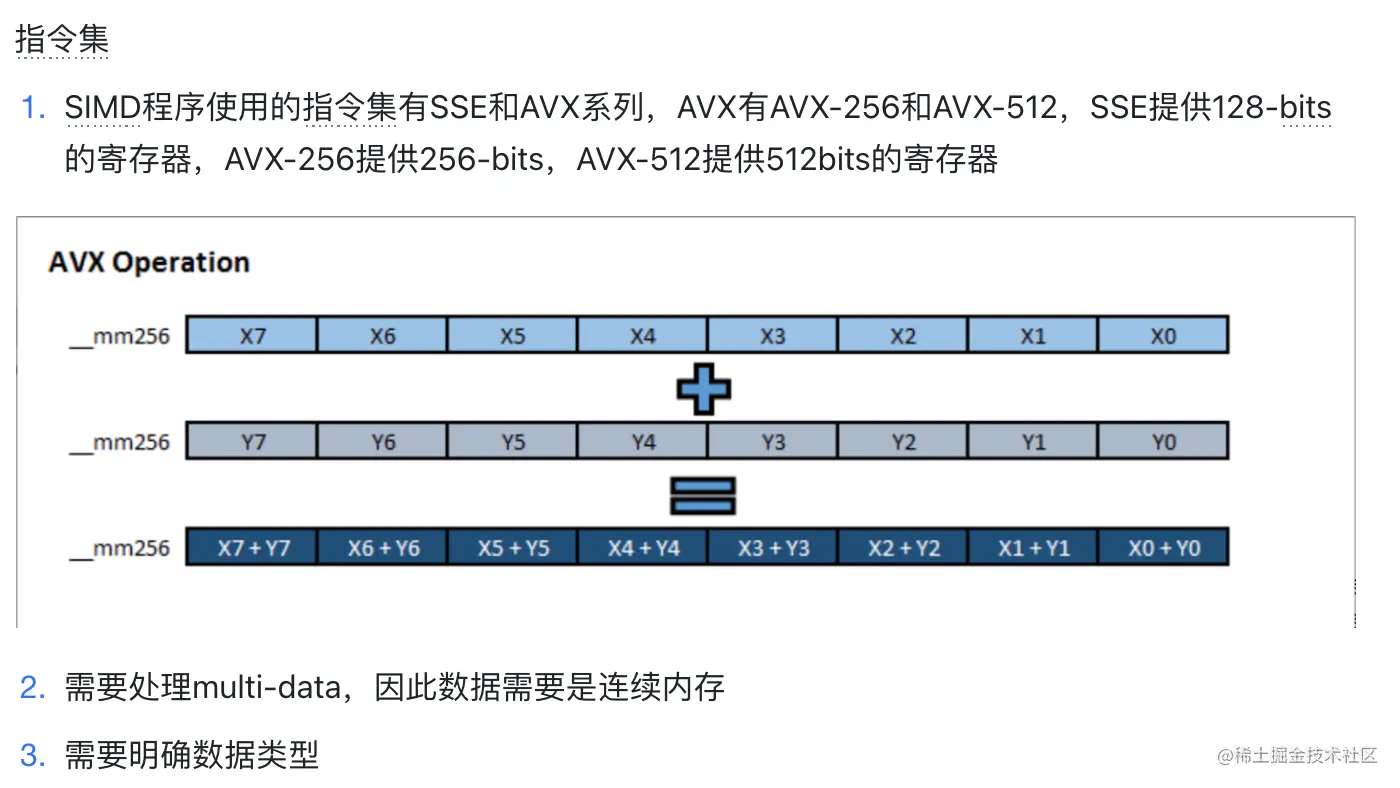 指令集
1. SIMD程序使用的指令集有SSE和AVX系列，AVX有AVX-256和AVX-512，SSE提供128-bits
的寄存器，AVX-256提供256-bits，AVX-512提供512bits的寄存器
AVX Operation
__mm256 X7 X6 X5 X4 X3 X2 X1 X0
__mm256 Y7 Y6 Y5 Y4 Y3 Y2 Y1 Y0
__mm256 X7 + Y7 X6 + Y6 X5 + Y5 X4 + Y4 X3 + Y3 X2 + Y2 X1 + Y1 X0 + Y0
2. 需要处理multi-data，因此数据需要是连续内存
3. 需要明确数据类型
@稀土掘金技术社区